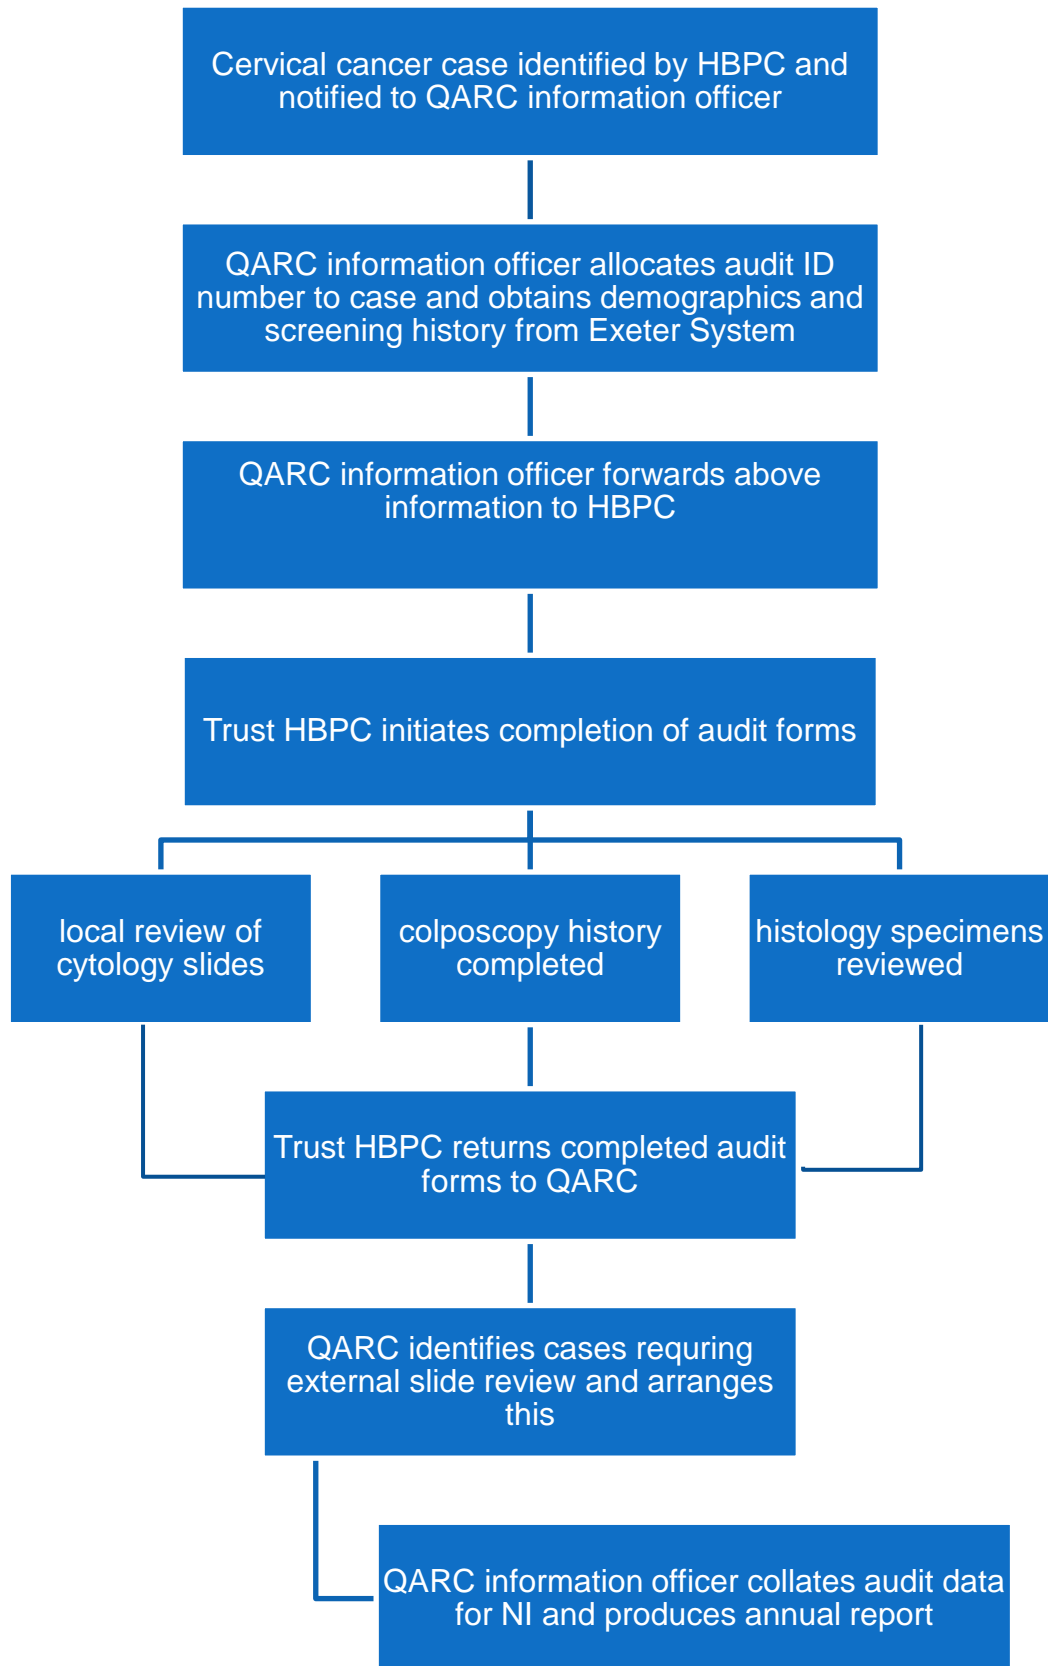 Cervical cancer case identified by HBPC and
notified to QARC information officer
QARC information officer allocates audit ID
number to case and obtains demographics and
screening history from Exeter System
QARC information officer forwards above
information to HBPC
Trust HBPC initiates completion of audit forms
local review of
cytology slides
colposcopy history
completed
histology specimens
reviewed
Trust HBPC returns completed audit
forms to QARC
QARC identifies cases requring
external slide review and arranges
this
QARC information officer collates audit data
for NI and produces annual report